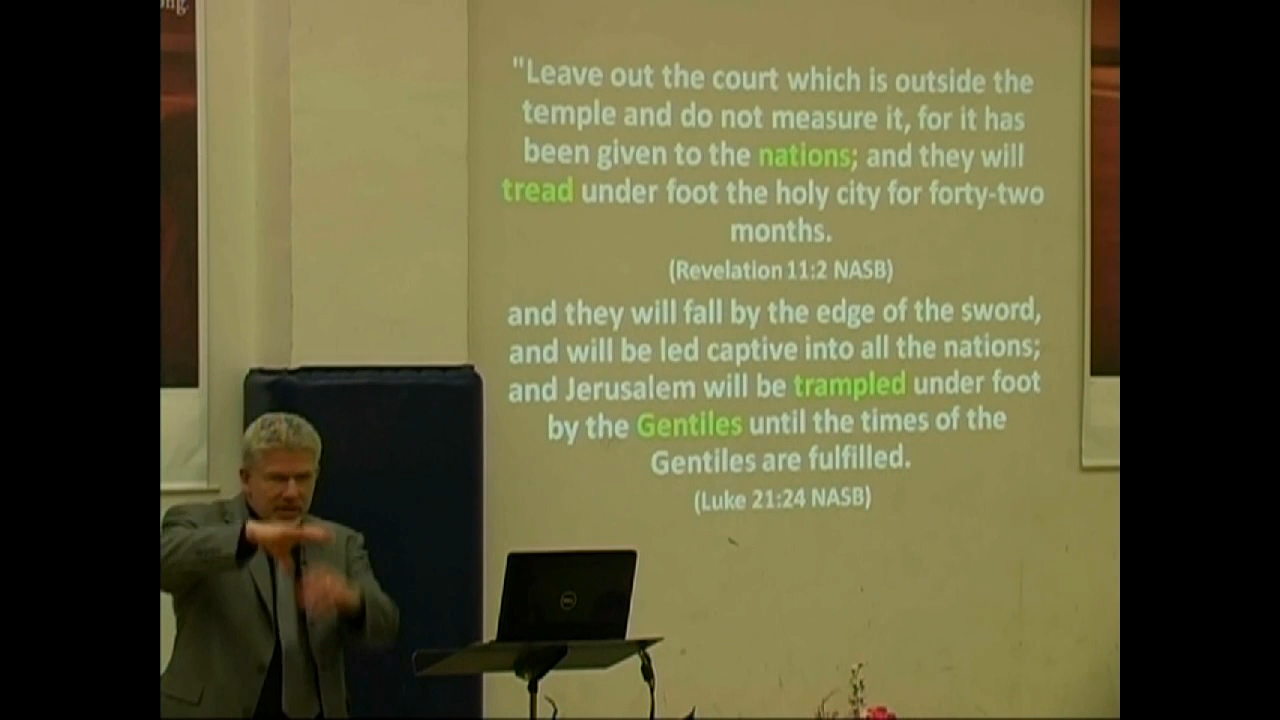 "Leave out the court which is outside the
temple and do not measure it, for it has
been given to the nations; and they will
tread under foot the holy city for forty-two
months.
(Revelation 11:2 NASB)
and they will fall by the edge of the sword,
and will be led captive into all the nations;
and Jerusalem will be trampled under foot
by the Gentiles until the times of the
Gentiles are fulfilled.
(Luke 21:24 NASB)
DELL